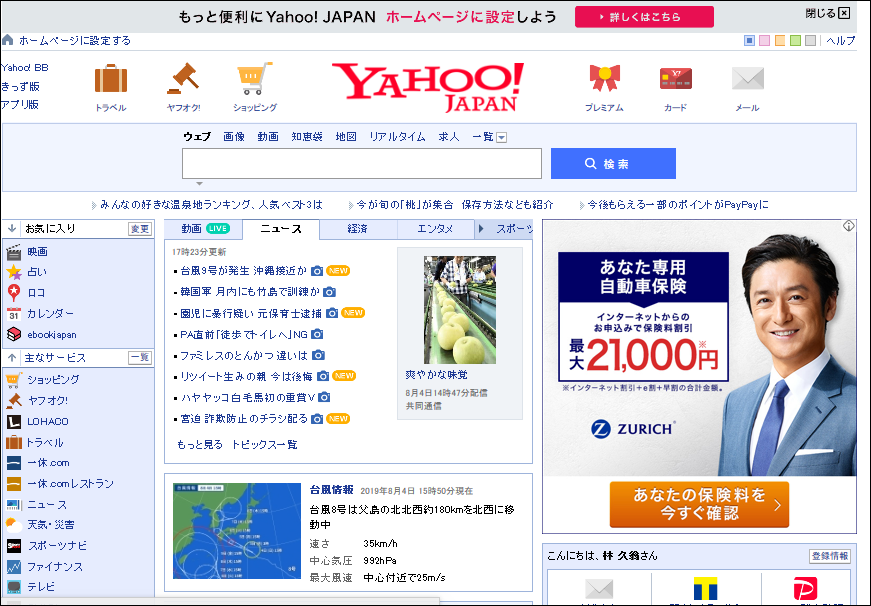 もっと便利にYahoo! JAPAN ホームページに設定しよう
詳しくはこちら
閉じる
ホームページに設定する
ヘルプ
Yahoo! BB
きっず版
アプリ版
トラベル
ヤフオク!
ショッピング
YAHOO!
JAPAN
プレミアム
カード
メール
ウェブ 画像 動画 知恵袋 地図 リアルタイム 求人 一覧
検索
みんなの好きな温泉地ランキング、人気ベスト3は
今が旬の「桃」が集合 保存方法なども紹介
今後もらえる一部のポイントがPayPayに
お気に入り
変更
映画
占い
ロコ
カレンダー
ebookjapan
主なサービス
一覧
ショッピング
ヤフオク!
LOHACO
トラベル
一休.com
一休.comレストラン
ニュース
天気・災害
スポーツナビ
ファイナンス
テレビ
動画 LIVE
ニュース
経済
エンタメ
スポーツ
17時23分更新
台風9号が発生 沖縄接近か NEW
韓国軍 月内にも竹島で訓練か
園児に暴行疑い 元保育士逮捕 NEW
PA直前「徒歩でトイレへ」NG
ファミレスのとんかつ 違いは
リツイート生みの親 今は後悔 NEW
ハヤヤッコ 白毛馬初の重賞V
宮迫 詐欺防止のチラシ配る NEW
もっと見る トピックス一覧
爽やかな味覚
8月4日14時47分配信
共同通信
台風情報 2019年8月4日 15時50分現在
台風8号は父島の北北西約180kmを北西に移動中
速さ 35km/h
中心気圧 992hPa
最大風速 中心付近で25m/s
あなた専用
自動車保険
インターネットからの
お申込みで保険料割引
最大21,000円※
※インターネット割引+e割+早割の合計金額。
ZURICH
あなたの保険料を
今すぐ確認
こんにちは、林 久翁さん
登録情報